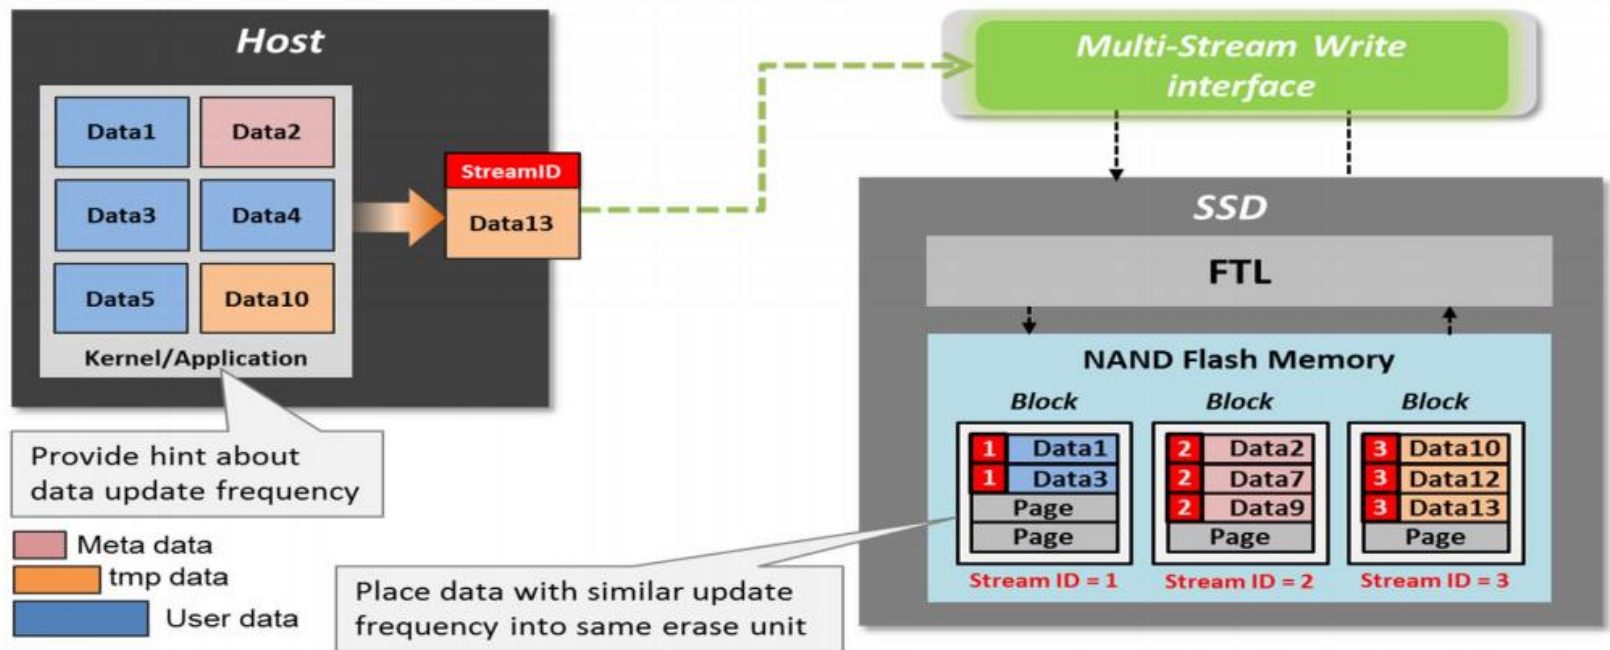 Host
Data1
Data2
Data3
Data4
Data5
Data10
Kernel/Application
StreamID
Data13
Provide hint about
data update frequency
Meta data
tmp data
User data
Multi-Stream Write
interface
SSD
FTL
NAND Flash Memory
Block
Block
Block
1 Data1
1 Data3
Page
Page
2 Data2
2 Data7
2 Data9
Page
3 Data10
3 Data12
3 Data13
Page
Stream ID = 1
Stream ID = 2
Stream ID = 3
Place data with similar update
frequency into same erase unit